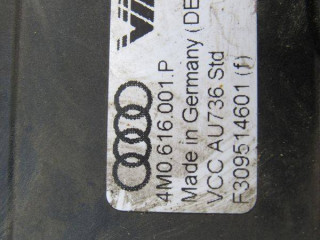 4M0.616.001.P
Made in Germany (DE
VCC AU736 Std
F309514601 (f)